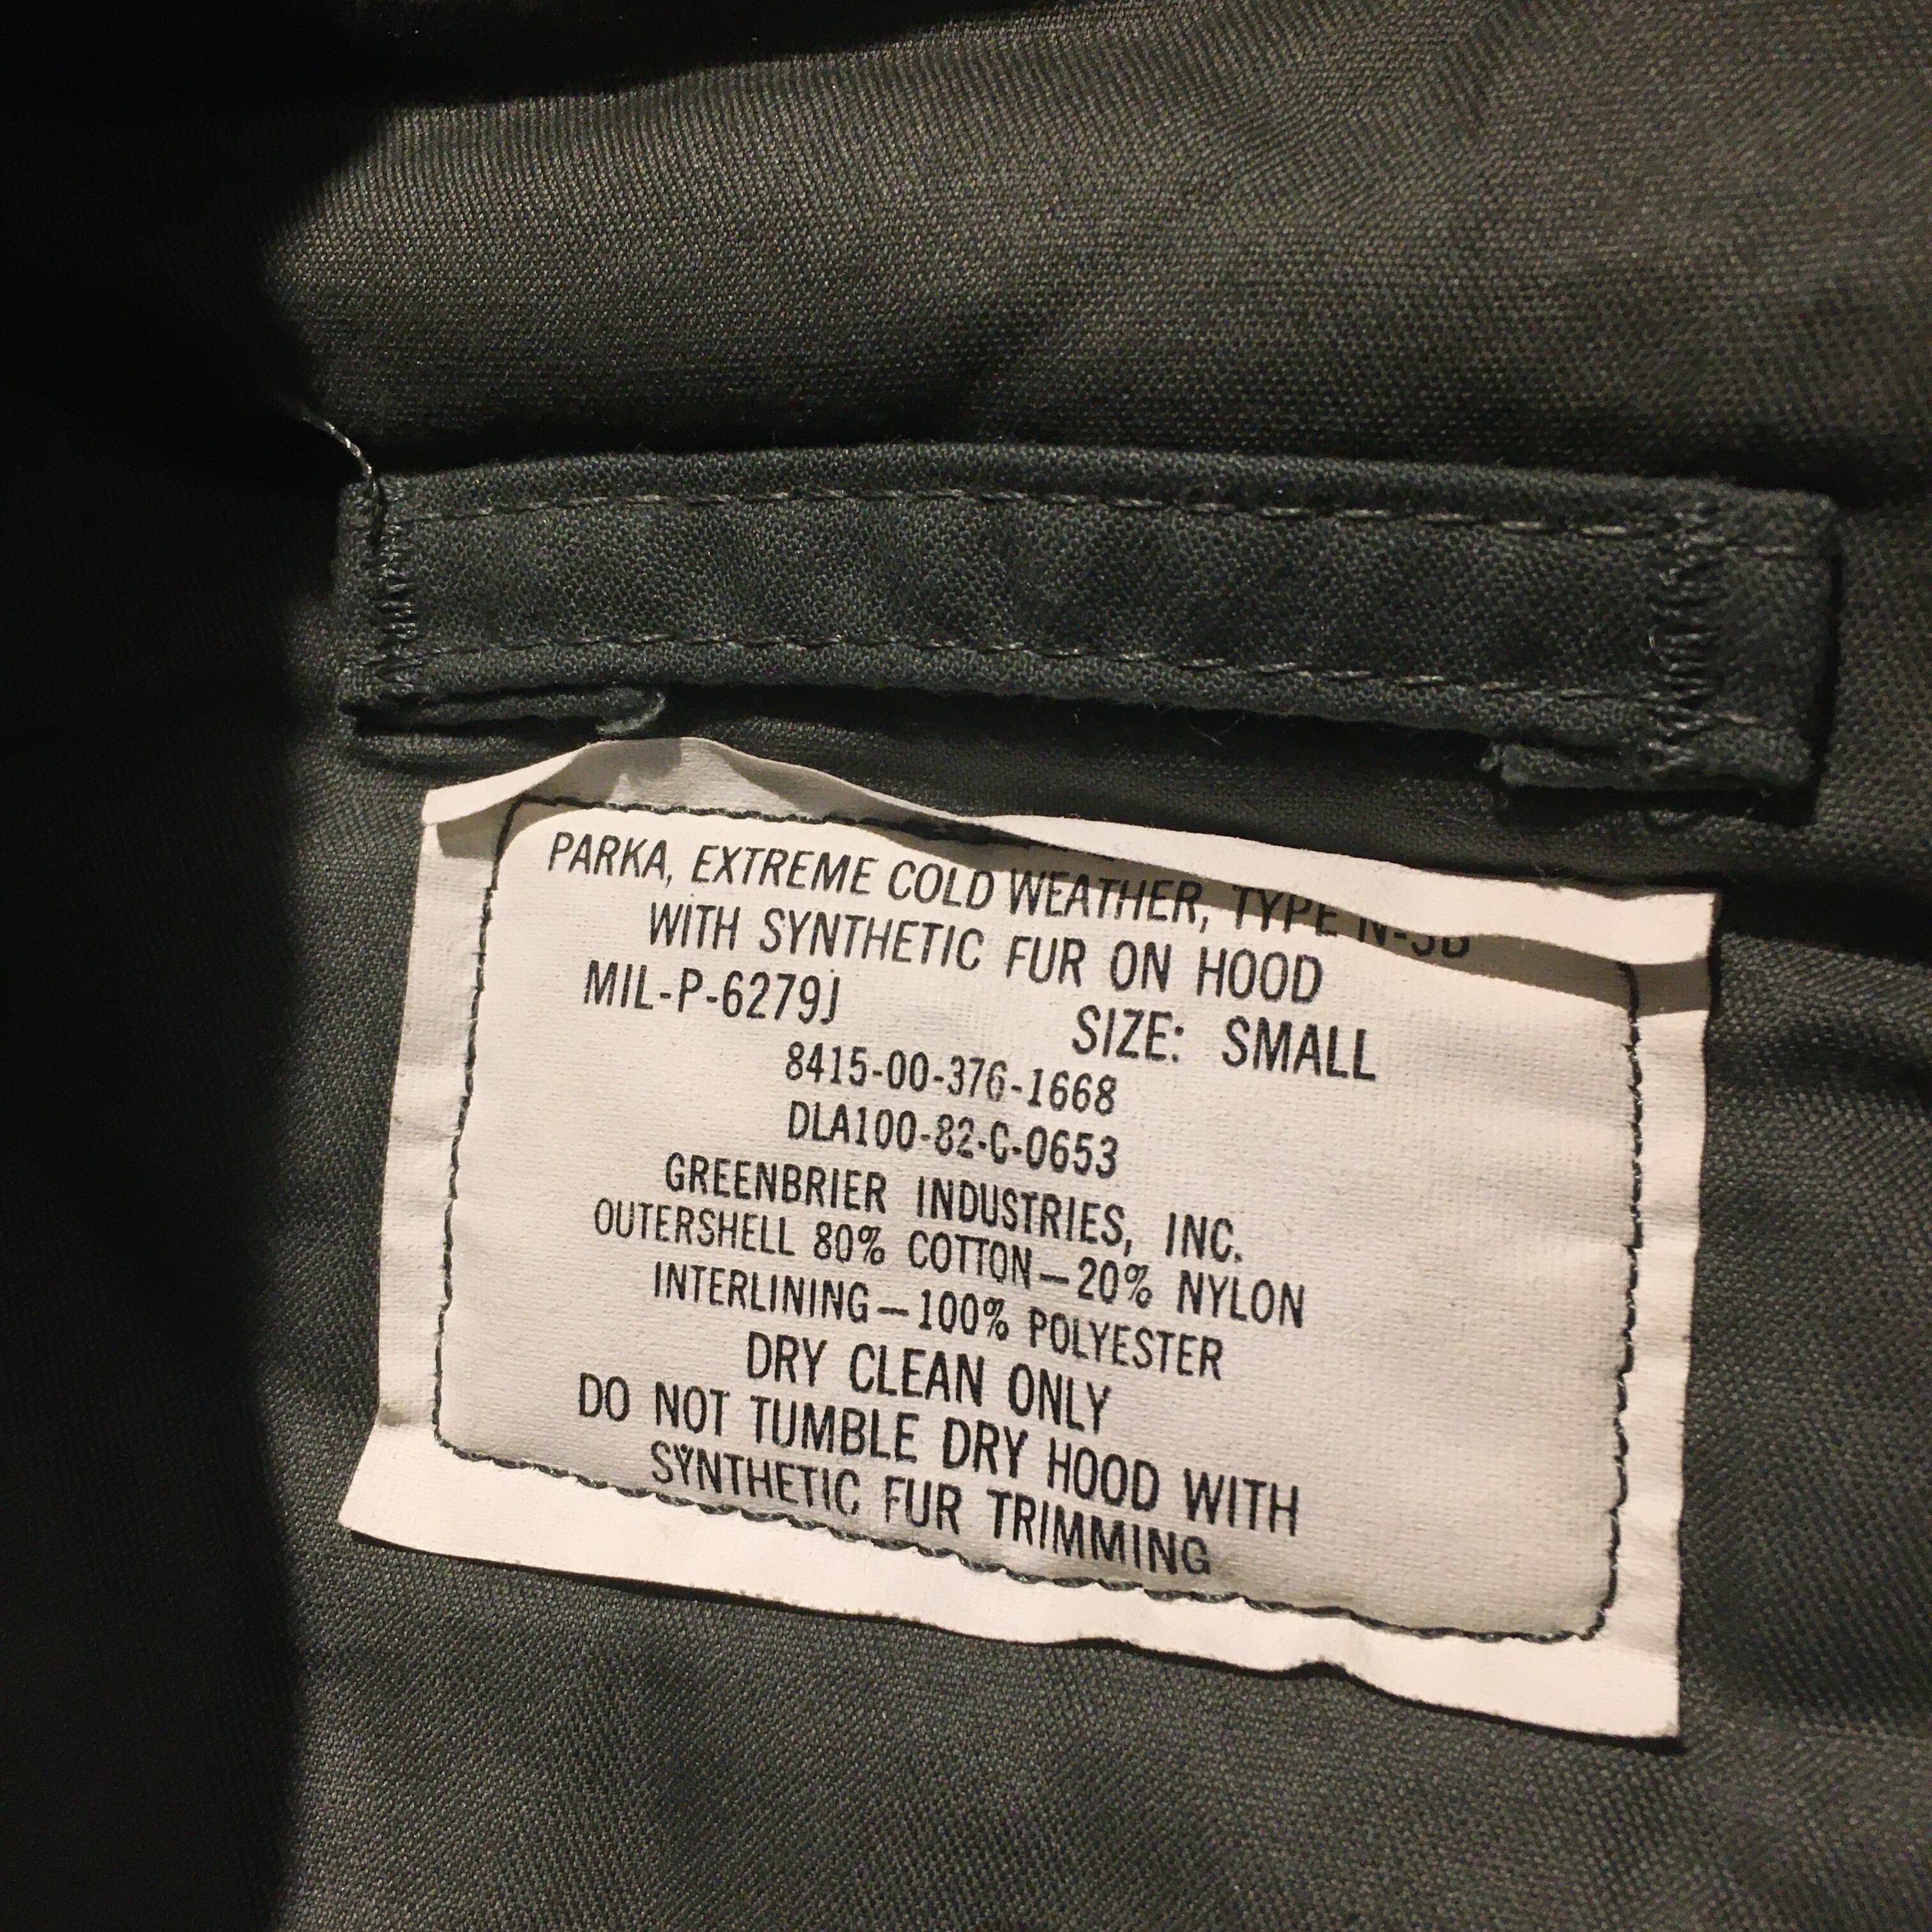 PARKA, EXTREME COLD WEATHER, TYPE N-3B
WITH SYNTHETIC FUR ON HOOD
MIL-P-6279J SIZE: SMALL
8415-00-376-1668
DLA100-82-C-0653
GREENBRIER INDUSTRIES, INC.
OUTERSHELL 80% COTTON—20% NYLON
INTERLINING—100% POLYESTER
DRY CLEAN ONLY
DO NOT TUMBLE DRY HOOD WITH
SYNTHETIC FUR TRIMMING